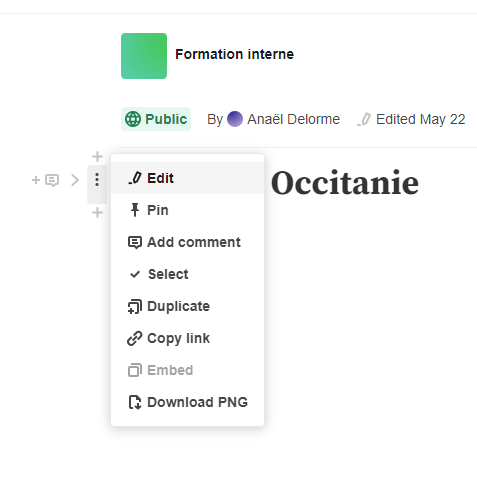 Formation interne
Public By Anaël Delorme Edited May 22
Occitanie
Edit
Pin
Add comment
Select
Duplicate
Copy link
Embed
Download PNG